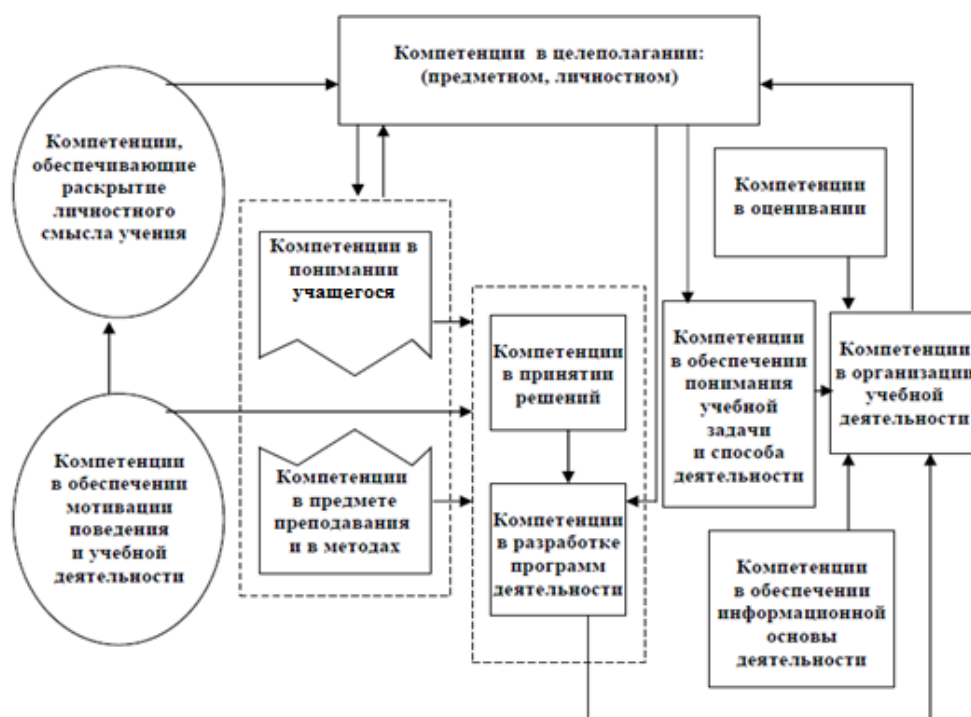 Компетенции в целеполагании:
(предметном, личностном)
Компетенции,
обеспечивающие
раскрытие
личностного
смысла учения
Компетенции
в оценивании
Компетенции в
понимании
учащегося
Компетенции
в принятии
решений
Компетенции
в обеспечении
понимания
учебной
задачи
и способа
деятельности
Компетенции
в организации
учебной
деятельности
Компетенции
в обеспечении
мотивации
поведения
и учебной
деятельности
Компетенции
в предмете
преподавания
и в методах
Компетенции
в разработке
программ
деятельности
Компетенции
в обеспечении
информационной
основы
деятельности